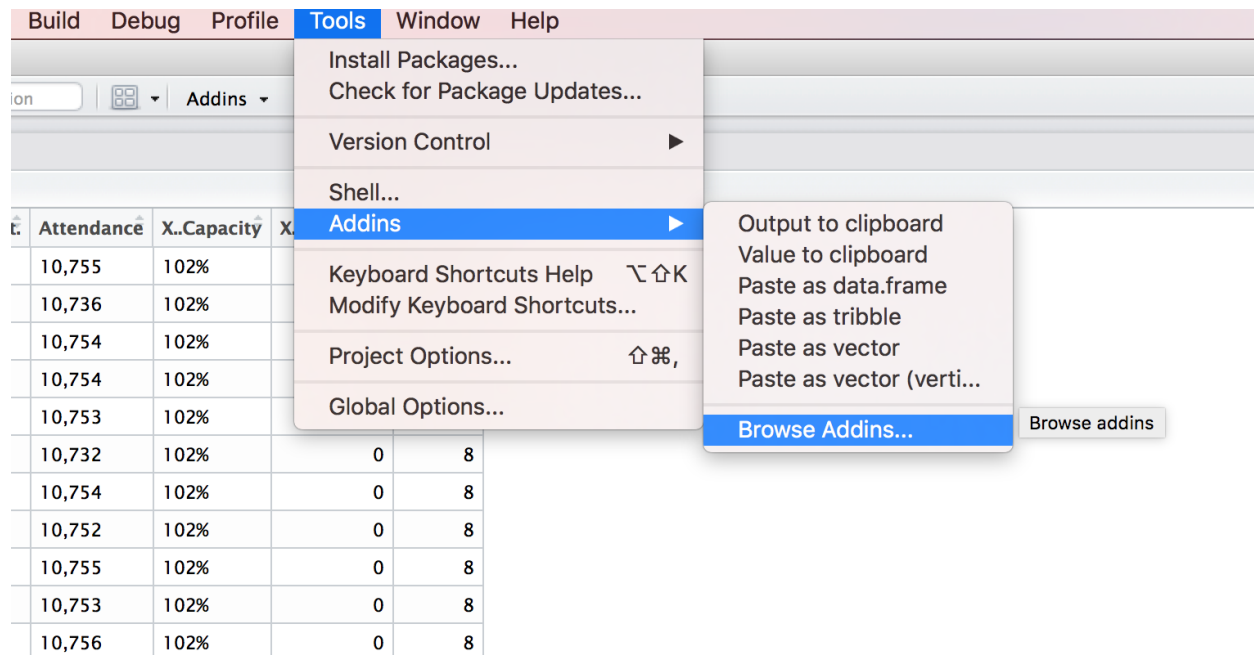 Build Debug Profile Tools Window Help
Install Packages...
Check for Package Updates...
Version Control
Shell...
Addins
Keyboard Shortcuts Help ⌥⇧K
Modify Keyboard Shortcuts...
Project Options... ⇧⌘,
Global Options...
Output to clipboard
Value to clipboard
Paste as data.frame
Paste as tribble
Paste as vector
Paste as vector (verti...
Browse Addins...
Browse addins
ion Addins
t. Attendance X..Capacity X.
10,755 102%
10,736 102%
10,754 102%
10,754 102%
10,753 102%
10,732 102% 0 8
10,754 102% 0 8
10,752 102% 0 8
10,755 102% 0 8
10,753 102% 0 8
10,756 102% 0 8